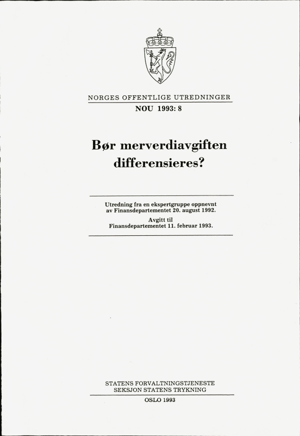 NORGES OFFENTLIGE UTREDNINGER
NOU 1993: 8
Bør merverdiavgiften
differensieres?
Utredning fra en ekspertgruppe oppnevnt
av Finansdepartementet 20. august 1992.
Avgitt til
Finansdepartementet 11. februar 1993.
STATENS FORVALTNINGSTJENESTE
SEKSJON STATENS TRYKNING
OSLO 1993